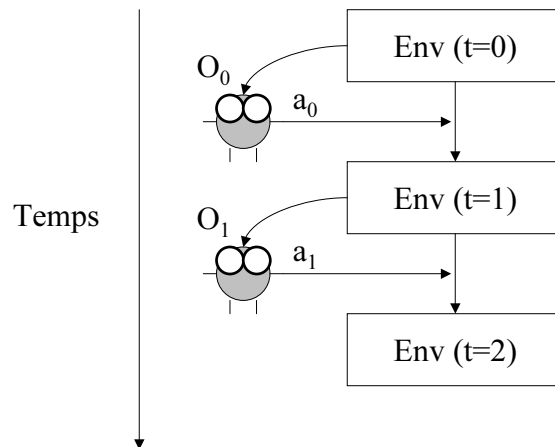 Env (t=0)
O₀
a₀
Env (t=1)
Temps
O₁
a₁
Env (t=2)